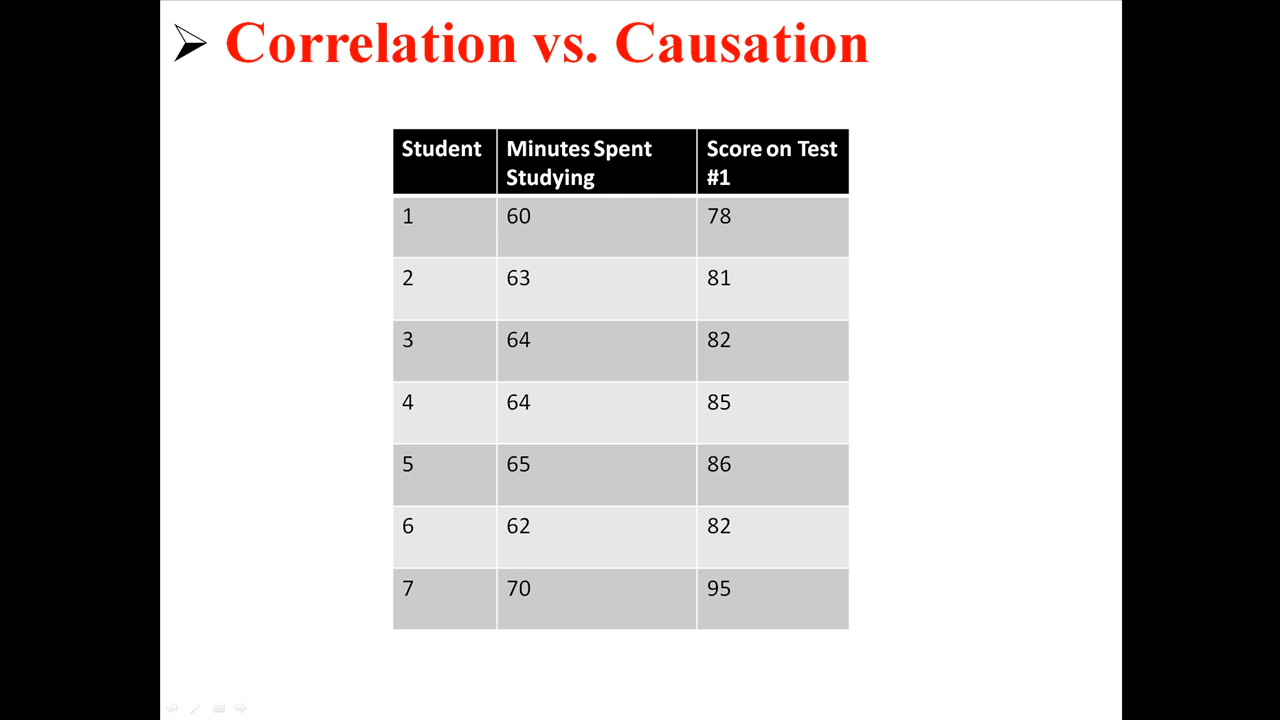 Correlation vs. Causation
Student Minutes Spent Studying Score on Test #1
1 60 78
2 63 81
3 64 82
4 64 85
5 65 86
6 62 82
7 70 95